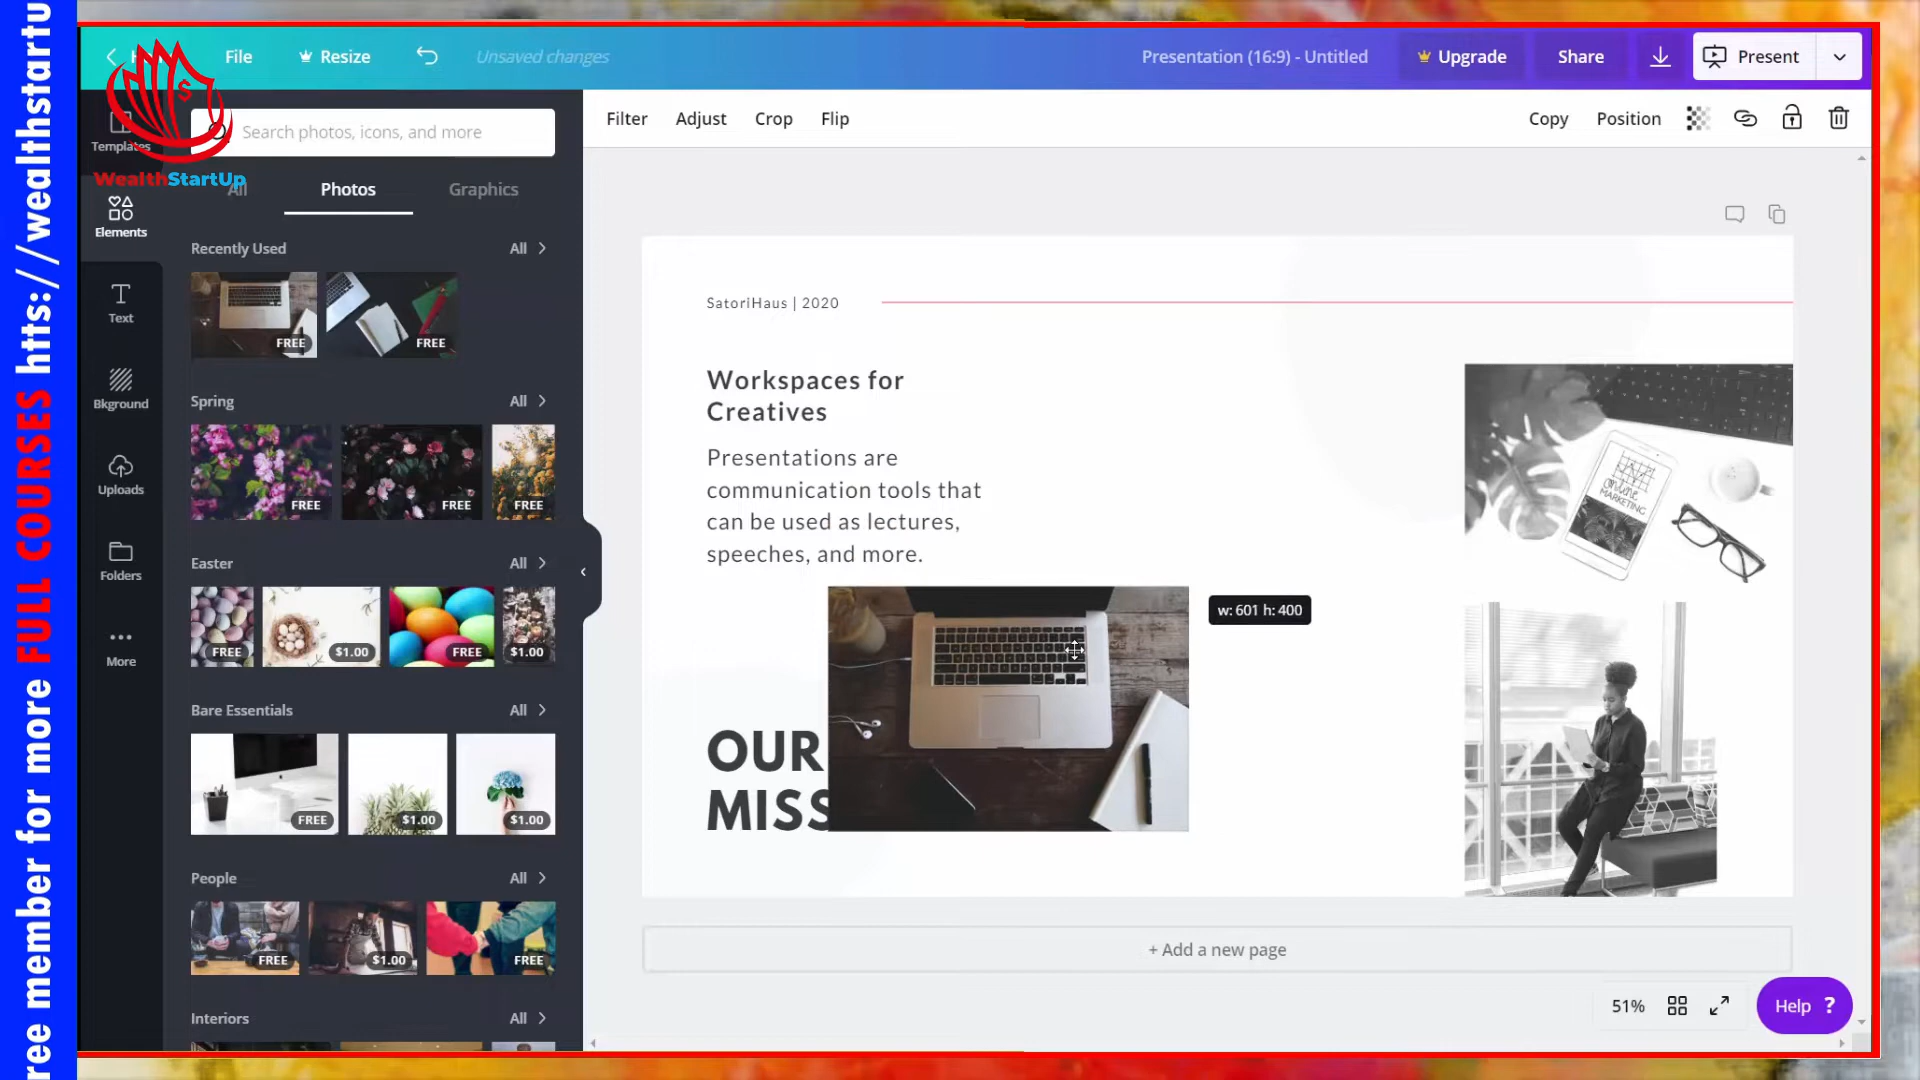 ree member for more FULL COURSES htts://wealthstartu
File
Resize
Unsaved changes
Presentation (16:9) - Untitled
Upgrade
Share
Present
Templates
Search photos, icons, and more
WealthStartUp
$
All
Photos
Graphics
Elements
Text
Bkground
Uploads
Folders
More
Recently Used
All
FREE
FREE
Spring
All
FREE
FREE
FREE
Easter
All
FREE
$1.00
FREE
$1.00
Bare Essentials
All
FREE
$1.00
$1.00
People
All
FREE
$1.00
FREE
Interiors
All
Filter
Adjust
Crop
Flip
Copy
Position
SatoriHaus | 2020
Workspaces for
Creatives
Presentations are
communication tools that
can be used as lectures,
speeches, and more.
w: 601 h: 400
OUR
MISS
online
MARKETING
+ Add a new page
51%
Help ?